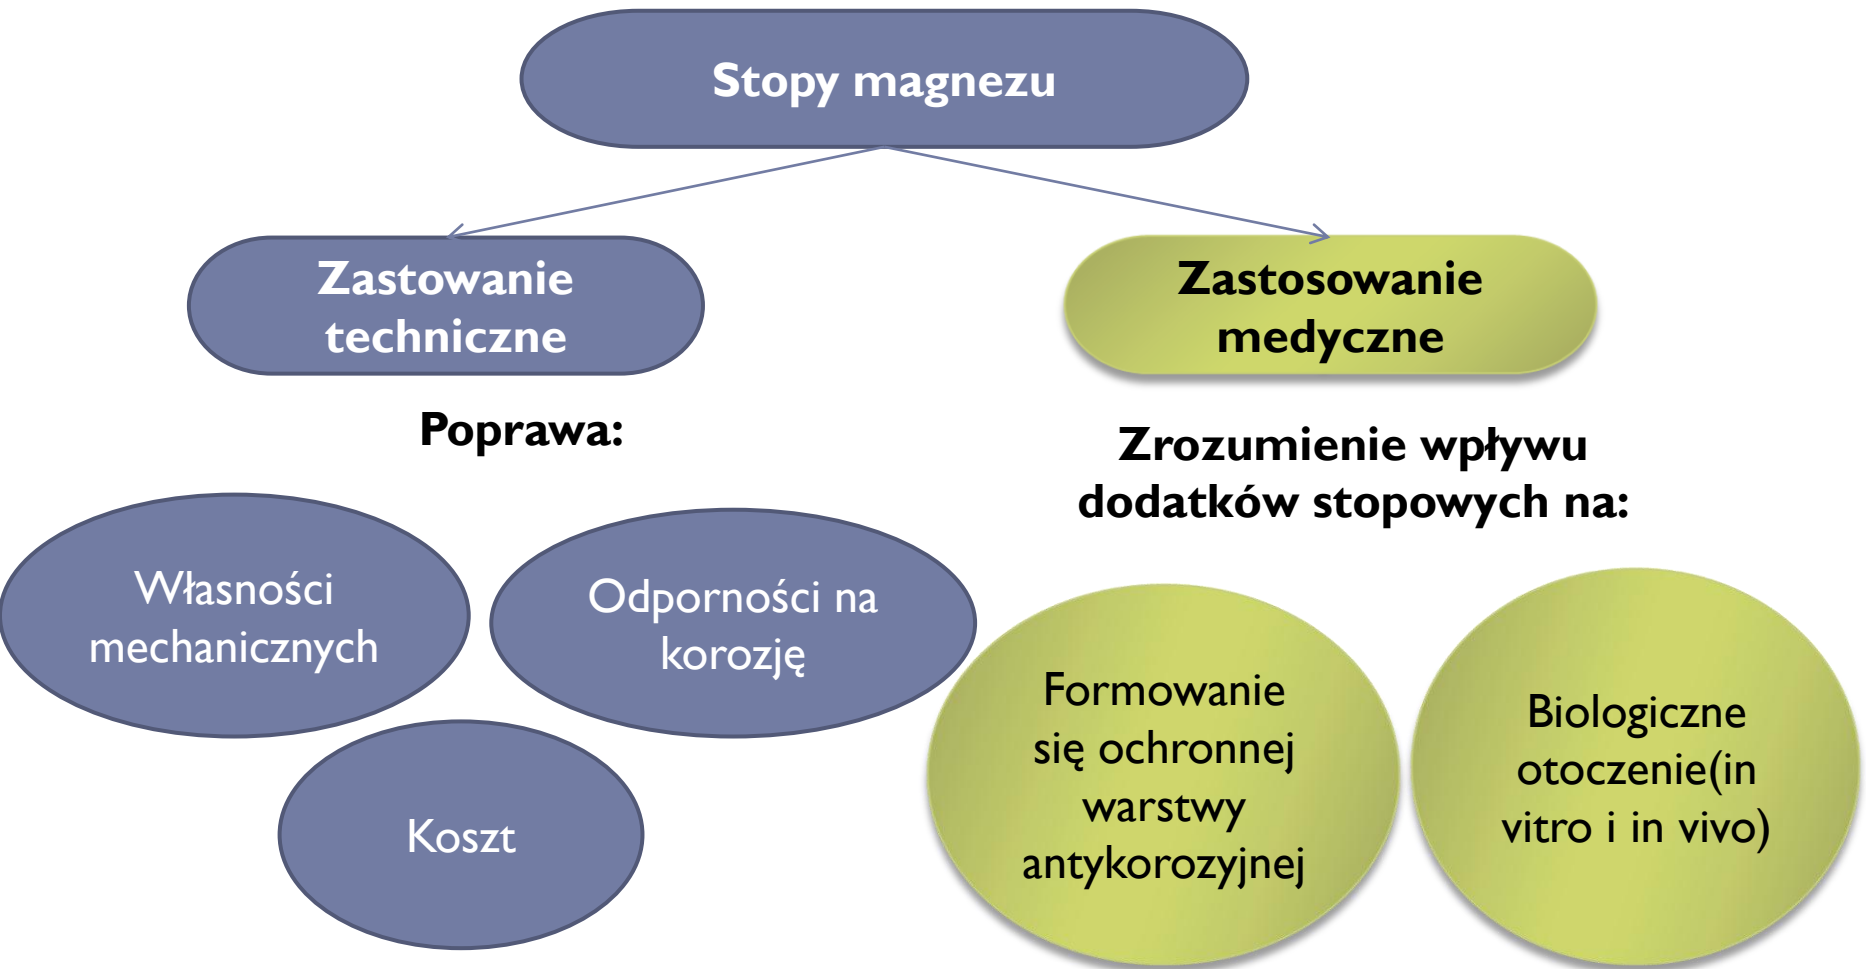 Stopy magnezu
Zastowanie
techniczne
Poprawa:
Własności
mechanicznych
Odporności na
korozję
Koszt
Zastosowanie
medyczne
Zrozumienie wpływu
dodatków stopowych na:
Formowanie
się ochronnej
warstwy
antykorozyjnej
Biologiczne
otoczenie(in
vitro i in vivo)